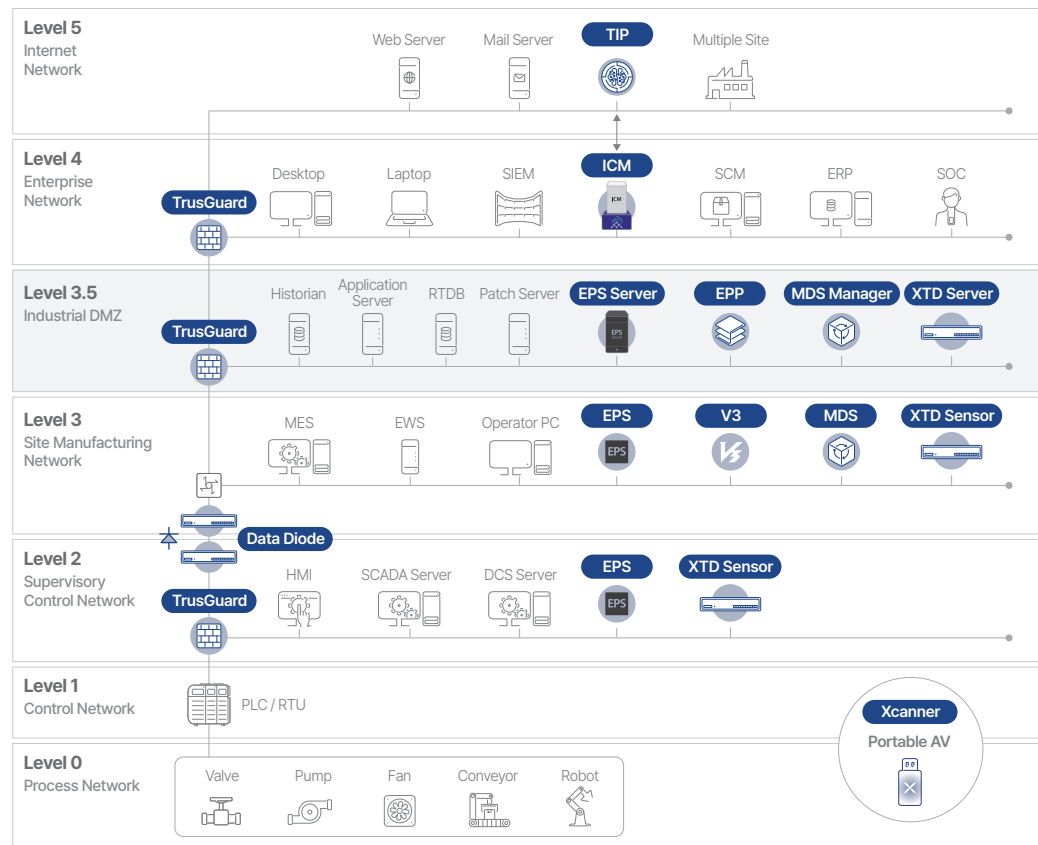 Level 5
Internet
Network
Web Server
Mail Server
TIP
Multiple Site
Level 4
Enterprise
Network
TrusGuard
Desktop
Laptop
SIEM
ICM
ICM
SCM
ERP
SOC
Level 3.5
Industrial DMZ
TrusGuard
Historian
Application
Server
RTDB
Patch Server
EPS Server
EPS
EPP
MDS Manager
XTD Server
Level 3
Site Manufacturing
Network
MES
EWS
Operator PC
EPS
EPS
V3
V3
MDS
XTD Sensor
Data Diode
Level 2
Supervisory
Control Network
TrusGuard
HMI
SCADA Server
DCS Server
EPS
EPS
XTD Sensor
Level 1
Control Network
PLC / RTU
Xcanner
Portable AV
Level 0
Process Network
Valve
Pump
Fan
Conveyor
Robot